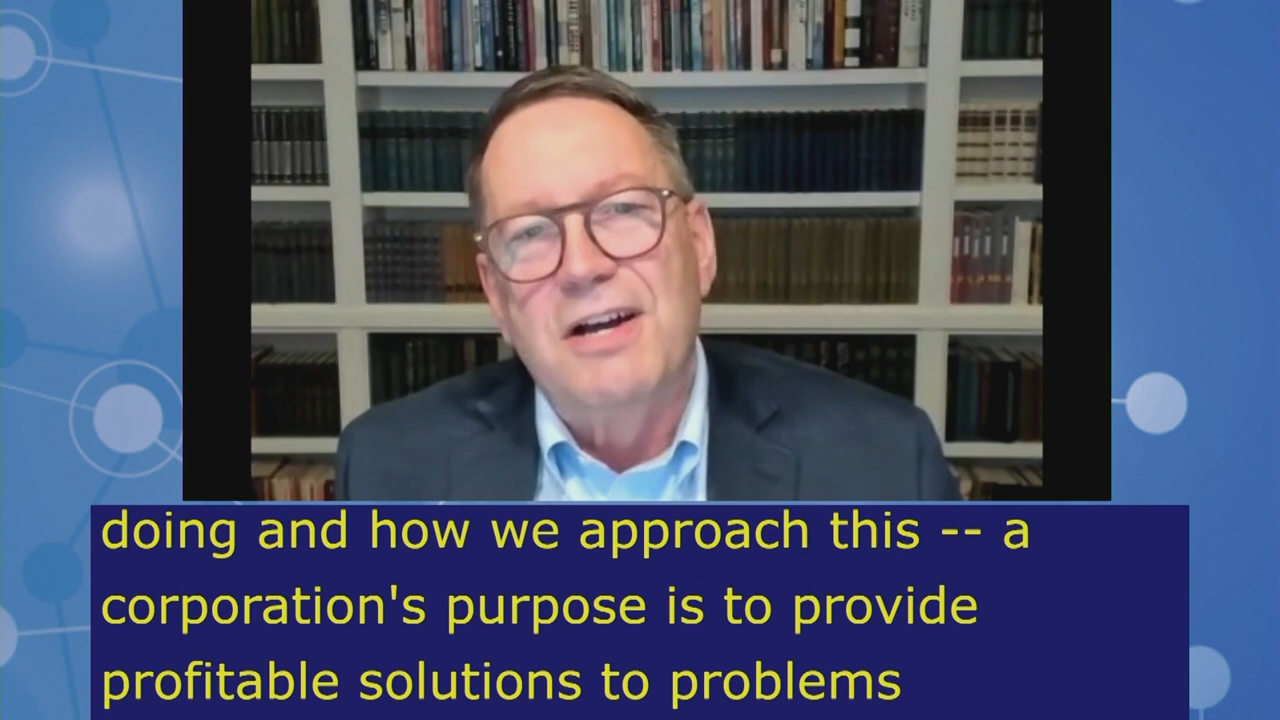 doing and how we approach this -- a
corporation's purpose is to provide
profitable solutions to problems